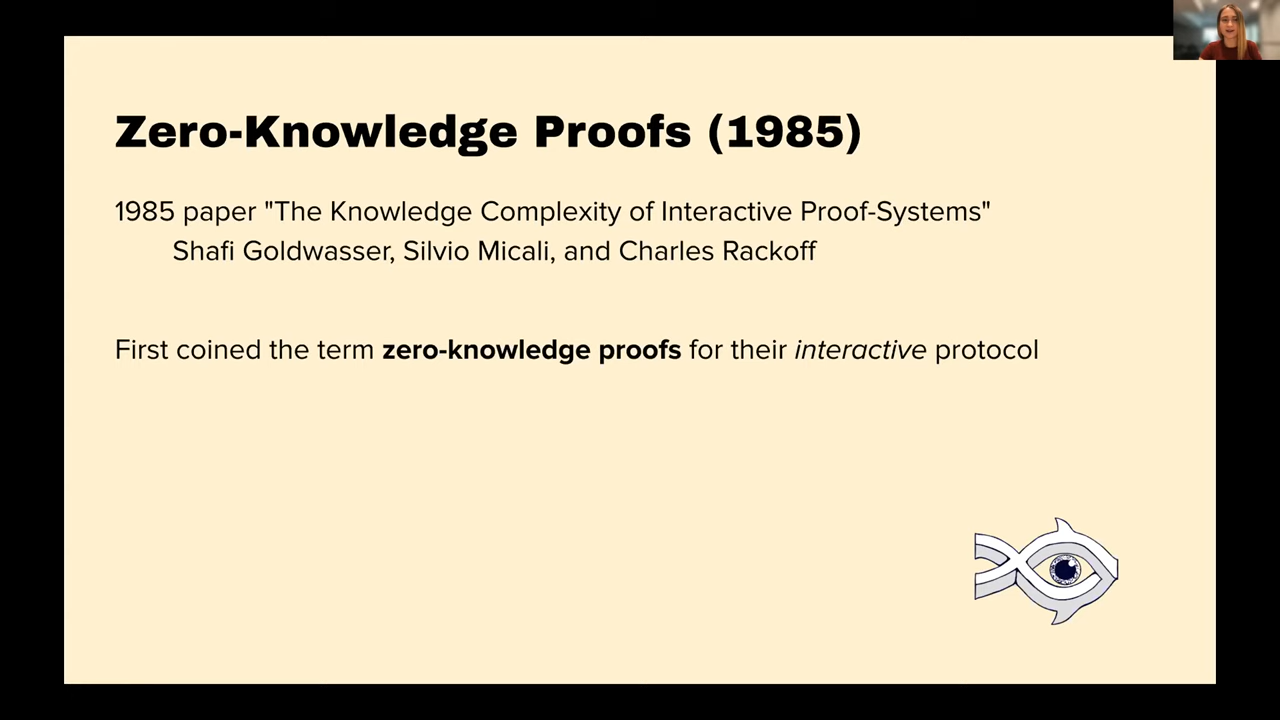 Zero-Knowledge Proofs (1985)
1985 paper "The Knowledge Complexity of Interactive Proof-Systems"
Shafi Goldwasser, Silvio Micali, and Charles Rackoff
First coined the term zero-knowledge proofs for their interactive protocol